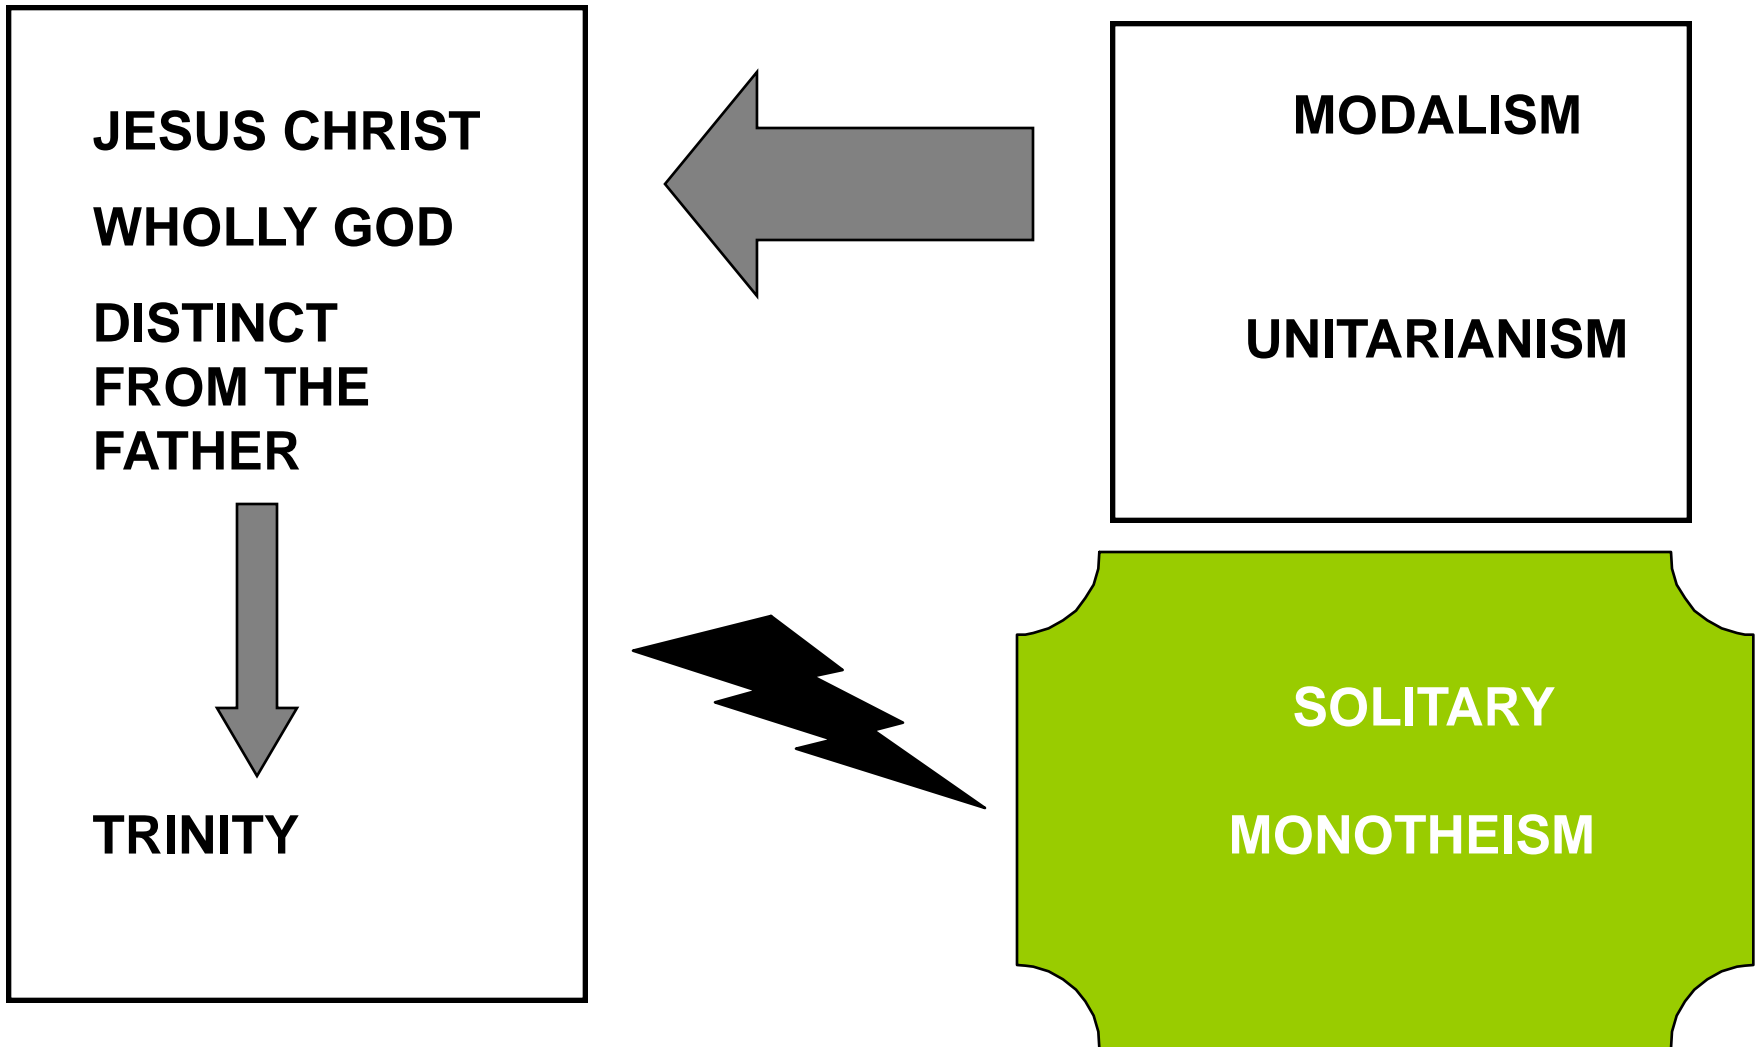 JESUS CHRIST
WHOLLY GOD
DISTINCT
FROM THE
FATHER
TRINITY
MODALISM
UNITARIANISM
SOLITARY
MONOTHEISM